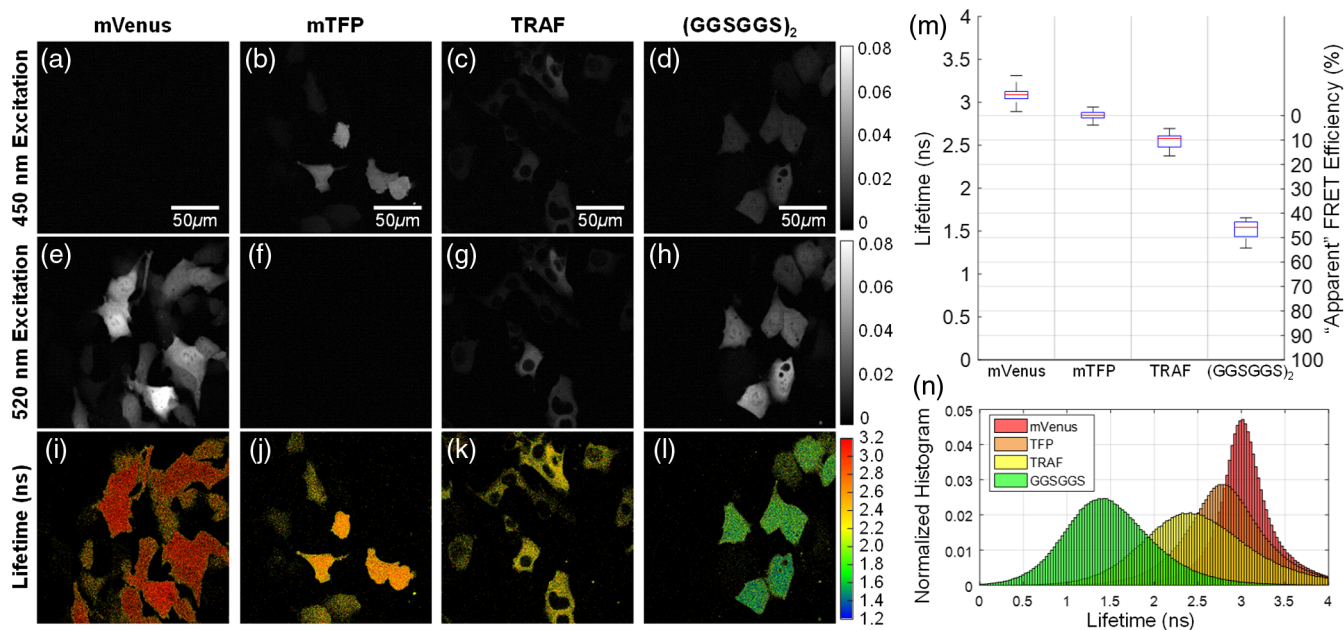 mVenus
mTFP
TRAF
(GGSGGS)2
450 nm Excitation
(a)
(b)
(c)
(d)
50µm
50µm
50µm
50µm
0.08
0.06
0.04
0.02
0
520 nm Excitation
(e)
(f)
(g)
(h)
0.08
0.06
0.04
0.02
0
Lifetime (ns)
(i)
(j)
(k)
(l)
3.2
3.0
2.8
2.6
2.4
2.2
2.0
1.8
1.6
1.4
1.2
(m)
Lifetime (ns)
4
3.5
3
2.5
2
1.5
1
0.5
0
"Apparent" FRET Efficiency (%)
0
10
20
30
40
50
60
70
80
90
100
mVenus
mTFP
TRAF
(GGSGGS)2
(n)
Normalized Histogram
0.05
0.04
0.03
0.02
0.01
0
mVenus
TFP
TRAF
GGSGGS
0 0.5 1 1.5 2 2.5 3 3.5 4
Lifetime (ns)